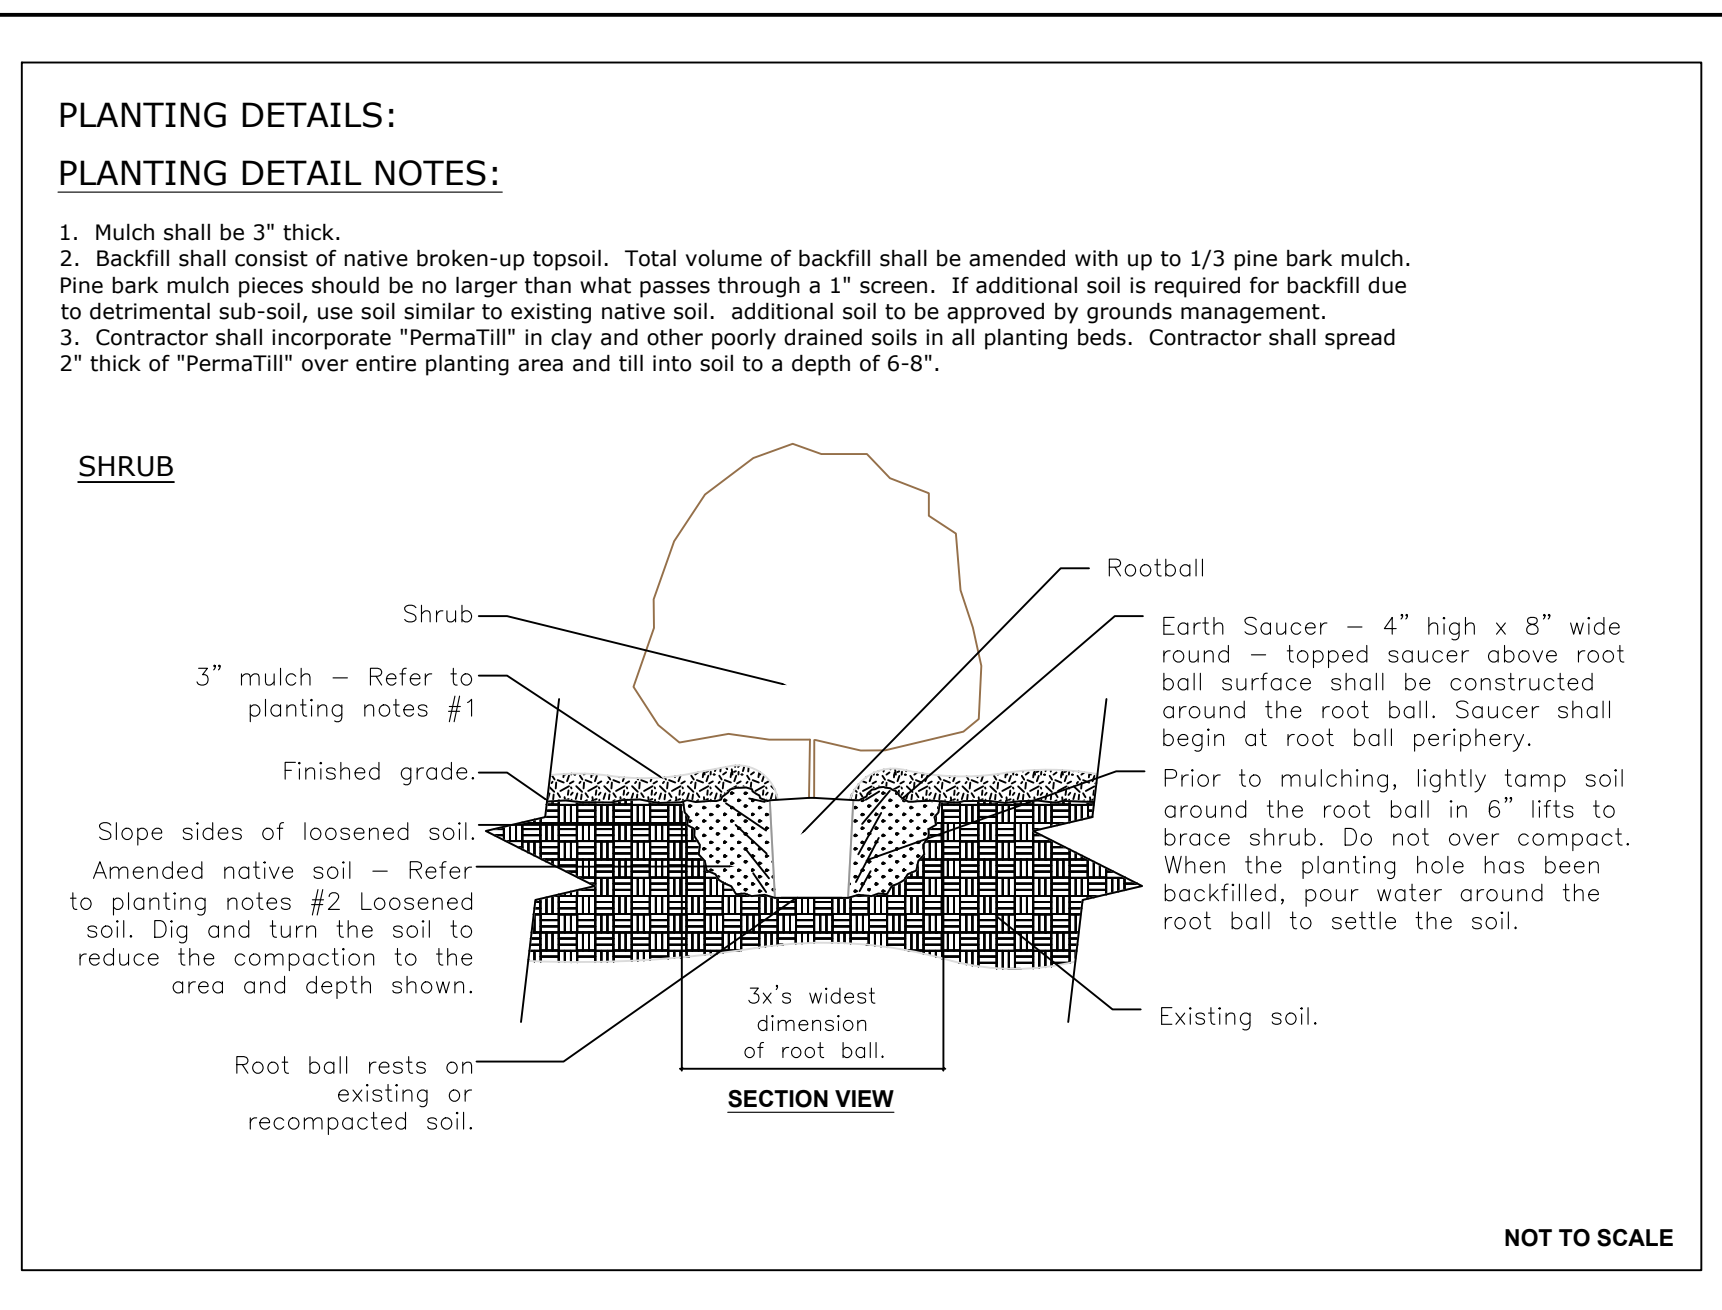 PLANTING DETAILS:
PLANTING DETAIL NOTES:
1.  Mulch shall be 3" thick.
2.  Backfill shall consist of native broken-up topsoil.  Total volume of backfill shall be amended with up to 1/3 pine bark mulch.
Pine bark mulch pieces should be no larger than what passes through a 1" screen.  If additional soil is required for backfill due
to detrimental sub-soil, use soil similar to existing native soil.  additional soil to be approved by grounds management.
3.  Contractor shall incorporate "PermaTill" in clay and other poorly drained soils in all planting beds.  Contractor shall spread
2" thick of "PermaTill" over entire planting area and till into soil to a depth of 6-8".
SHRUB
Shrub
3” mulch – Refer to
planting notes #1
Finished grade.
Slope sides of loosened soil.
Amended native soil – Refer
to planting notes #2 Loosened
soil. Dig and turn the soil to
reduce the compaction to the
area and depth shown.
Root ball rests on
existing or
recompacted soil.
Rootball
Earth Saucer – 4” high x 8” wide
round – topped saucer above root
ball surface shall be constructed
around the root ball. Saucer shall
begin at root ball periphery.
Prior to mulching, lightly tamp soil
around the root ball in 6” lifts to
brace shrub. Do not over compact.
When the planting hole has been
backfilled, pour water around the
root ball to settle the soil.
Existing soil.
3x’s widest
dimension
of root ball.
SECTION VIEW
NOT TO SCALE